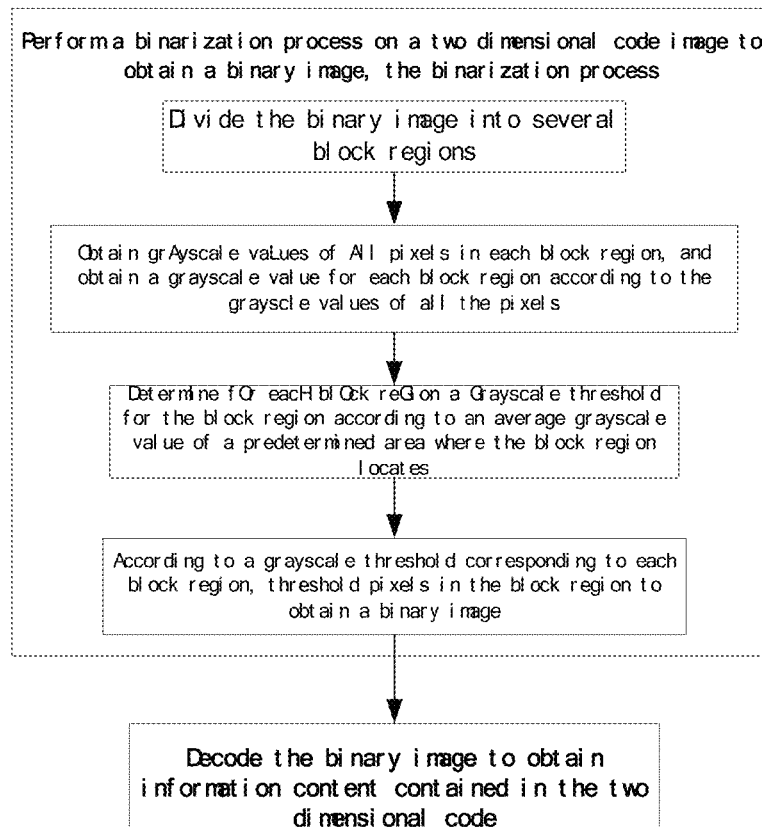 Perform a binarization process on a two dimensional code image to
obtain a binary image, the binarization process
Divide the binary image into several
block regions
Obtain grAyscale vaLues of All pixels in each block region, and
obtain a grayscale value for each block region according to the
grayscle values of all the pixels
Determine fOr eacH blOck reGion a Grayscale threshold
for the block region according to an average grayscale
value of a predetermined area where the block region
locates
According to a grayscale threshold corresponding to each
block region, threshold pixels in the block region to
obtain a binary image
Decode the binary image to obtain
information content contained in the two
dimensional code